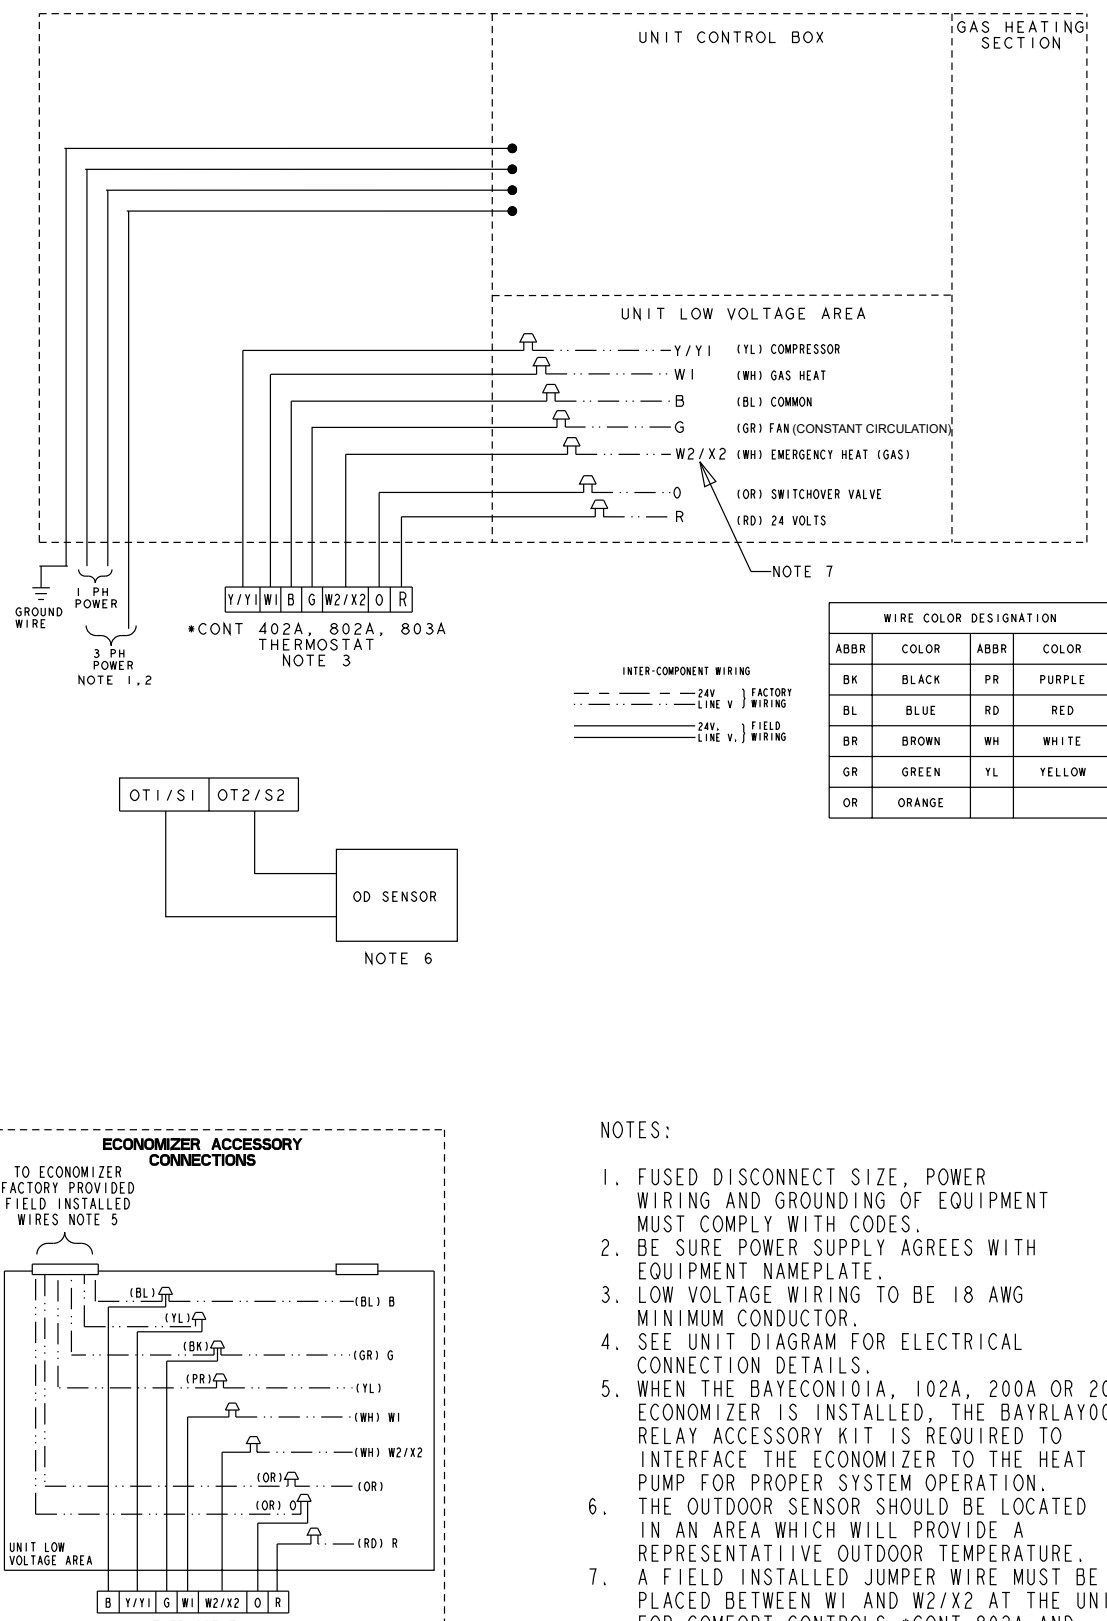 UNIT CONTROL BOX
GAS HEATING
SECTION
UNIT LOW VOLTAGE AREA
Y/Y1 (YL) COMPRESSOR
W1 (WH) GAS HEAT
B (BL) COMMON
G (GR) FAN (CONSTANT CIRCULATION)
W2/X2 (WH) EMERGENCY HEAT (GAS)
O (OR) SWITCHOVER VALVE
R (RD) 24 VOLTS
NOTE 7
GROUND
WIRE
1 PH
POWER
3 PH
POWER
NOTE 1,2
Y/Y1 W1 B G W2/X2 O R
*CONT 402A, 802A, 803A
THERMOSTAT
NOTE 3
INTER-COMPONENT WIRING
24V
LINE V
FACTORY
WIRING
24V.
LINE V.
FIELD
WIRING
WIRE COLOR DESIGNATION
ABBR COLOR ABBR COLOR
BK BLACK PR PURPLE
BL BLUE RD RED
BR BROWN WH WHITE
GR GREEN YL YELLOW
OR ORANGE
OT1/S1 OT2/S2
OD SENSOR
NOTE 6
ECONOMIZER ACCESSORY
CONNECTIONS
TO ECONOMIZER
FACTORY PROVIDED
FIELD INSTALLED
WIRES NOTE 5
(BL) (BL) B
(YL)
(BK) (GR) G
(PR) (YL)
(WH) W1
(WH) W2/X2
(OR) (OR)
(OR) O
(RD) R
UNIT LOW
VOLTAGE AREA
B Y/Y1 G W1 W2/X2 O R
NOTES:
1. FUSED DISCONNECT SIZE, POWER
WIRING AND GROUNDING OF EQUIPMENT
MUST COMPLY WITH CODES.
2. BE SURE POWER SUPPLY AGREES WITH
EQUIPMENT NAMEPLATE.
3. LOW VOLTAGE WIRING TO BE 18 AWG
MINIMUM CONDUCTOR.
4. SEE UNIT DIAGRAM FOR ELECTRICAL
CONNECTION DETAILS.
5. WHEN THE BAYECON101A, 102A, 200A OR
ECONOMIZER IS INSTALLED, THE
RELAY ACCESSORY KIT IS REQUIRED TO
INTERFACE THE ECONOMIZER TO THE HEAT
PUMP FOR PROPER SYSTEM OPERATION.
6. THE OUTDOOR SENSOR SHOULD BE LOCATED
IN AN AREA WHICH WILL PROVIDE A
REPRESENTATIIVE OUTDOOR TEMPERATURE.
7. A FIELD INSTALLED JUMPER WIRE MUST BE
PLACED BETWEEN W1 AND W2/X2 AT THE UNI
FOR COMFORT CONTROLS *CONT 802A AND